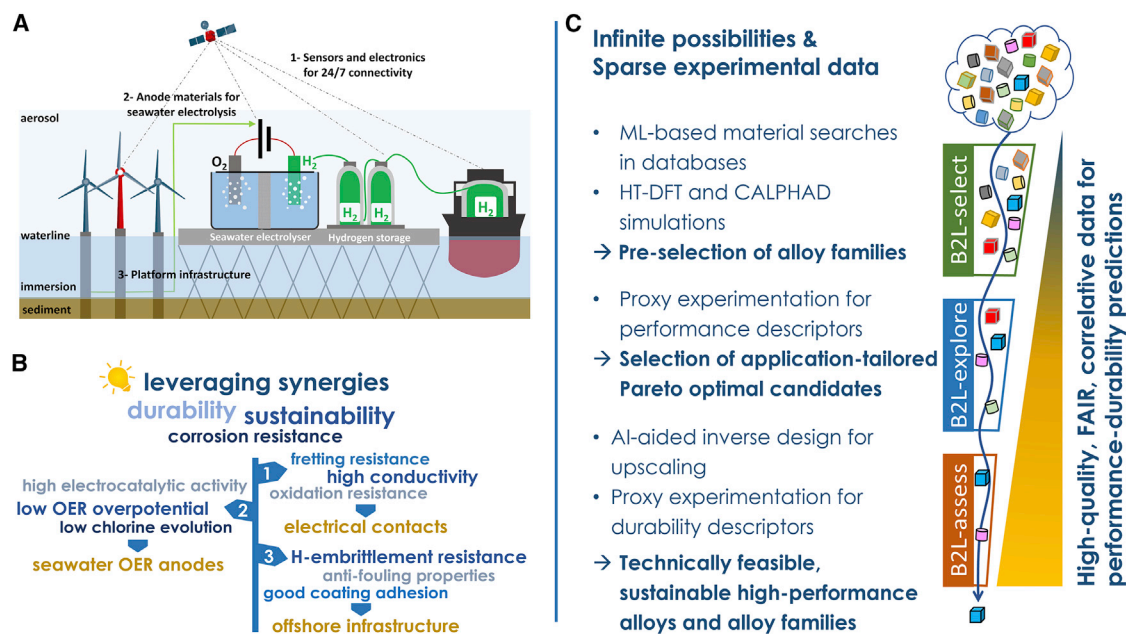 A
1- Sensors and electronics
for 24/7 connectivity
2- Anode materials for
seawater electrolysis
aerosol
O2
H2
H2
H2
H2
waterline
Seawater electrolyser
Hydrogen storage
3- Platform infrastructure
immersion
sediment
B
leveraging synergies
durability sustainability
corrosion resistance
1
fretting resistance
high conductivity
oxidation resistance
electrical contacts
high electrocatalytic activity
low OER overpotential
2
low chlorine evolution
seawater OER anodes
3
H-embrittlement resistance
anti-fouling properties
good coating adhesion
offshore infrastructure
C
Infinite possibilities &
Sparse experimental data
• ML-based material searches
in databases
• HT-DFT and CALPHAD
simulations
→ Pre-selection of alloy families
• Proxy experimentation for
performance descriptors
→ Selection of application-tailored
Pareto optimal candidates
• AI-aided inverse design for
upscaling
• Proxy experimentation for
durability descriptors
→ Technically feasible,
sustainable high-performance
alloys and alloy families
B2L-select
B2L-explore
B2L-assess
High-quality, FAIR, correlative data for
performance-durability predictions